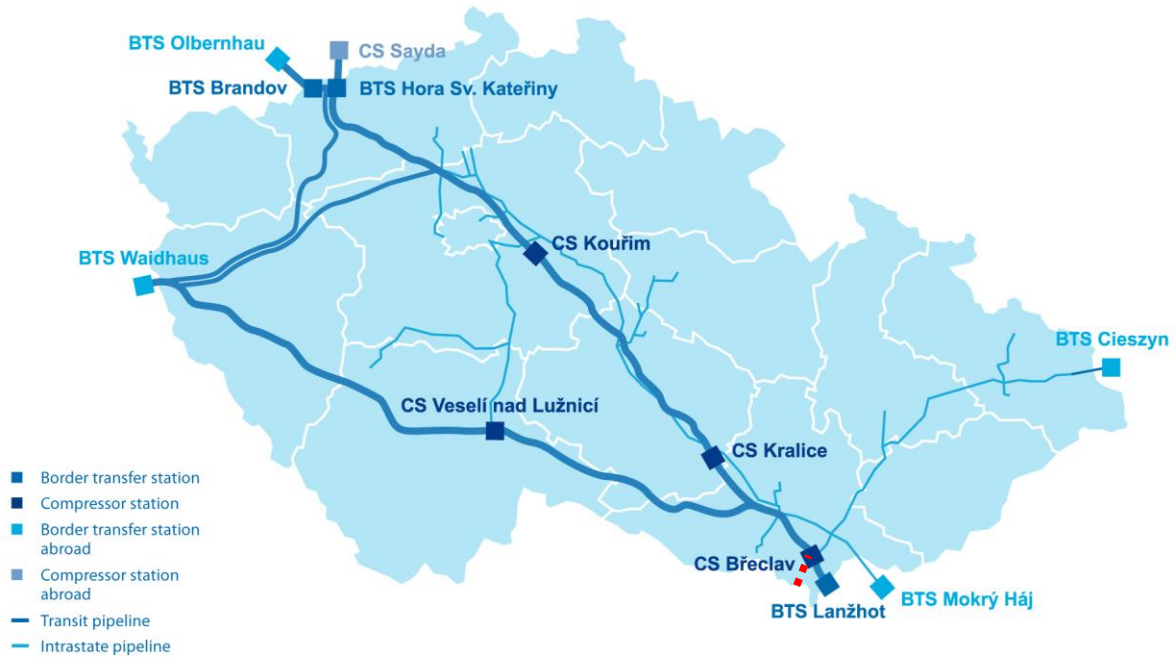 BTS Olbernhau
CS Sayda
BTS Brandov
BTS Hora Sv. Kateřiny
CS Kouřim
BTS Waidhaus
BTS Cieszyn
CS Veselí nad Lužnicí
CS Kralice
CS Břeclav
BTS Lanžhot
BTS Mokrý Háj
Border transfer station
Compressor station
Border transfer station
abroad
Compressor station
abroad
Transit pipeline
Intrastate pipeline